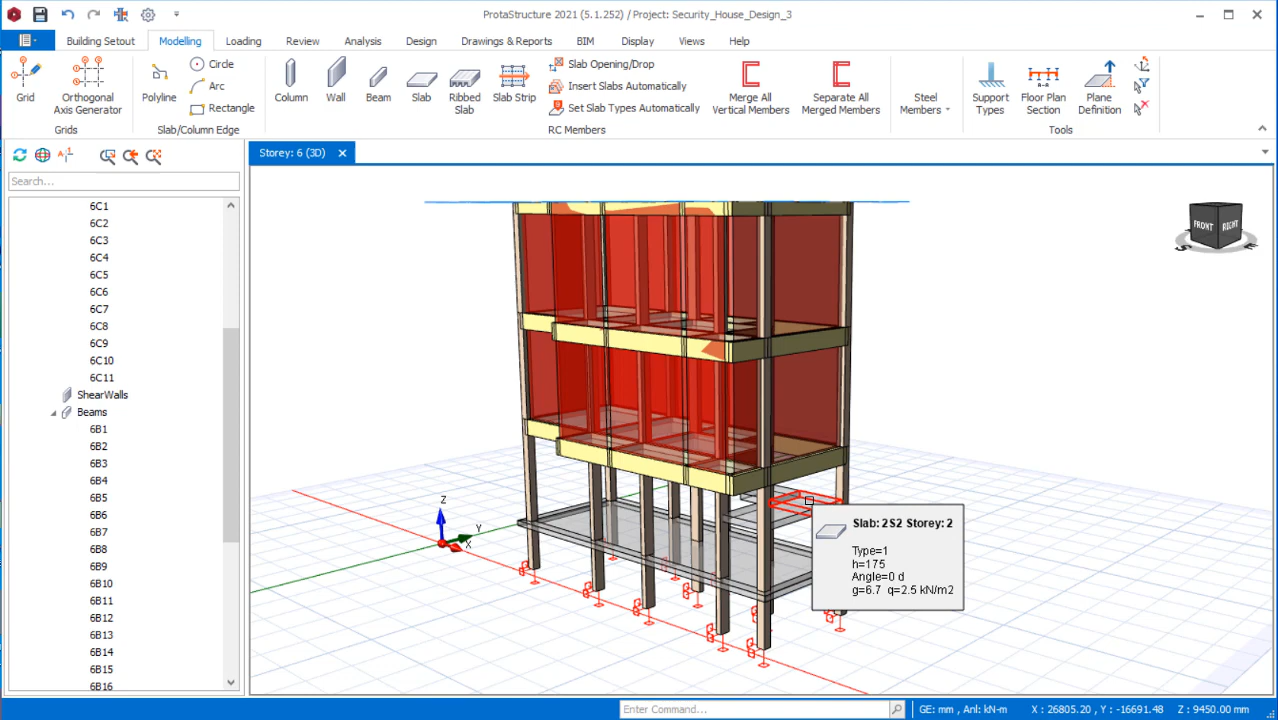 ProtaStructure 2021 (5.1.252) / Project: Security_House_Design_3
Building Setout
Modelling
Loading
Review
Analysis
Design
Drawings & Reports
BIM
Display
Views
Help
Grid
Orthogonal
Axis Generator
Grids
Polyline
Circle
Arc
Rectangle
Slab/Column Edge
Column
Wall
Beam
Slab
Ribbed
Slab
Slab Strip
Slab Opening/Drop
Insert Slabs Automatically
Set Slab Types Automatically
Merge All
Vertical Members
Separate All
Merged Members
RC Members
Steel
Members
Support
Types
Floor Plan
Section
Plane
Definition
Tools
Storey: 6 (3D)
Search...
6C1
6C2
6C3
6C4
6C5
6C6
6C7
6C8
6C9
6C10
6C11
ShearWalls
Beams
6B1
6B2
6B3
6B4
6B5
6B6
6B7
6B8
6B9
6B10
6B11
6B12
6B13
6B14
6B15
6B16
FRONT
RIGHT
Z
Y
X
Slab: 2S2 Storey: 2
Type=1
h=175
Angle=0 d
g=6.7 q=2.5 kN/m2
Enter Command...
GE: mm, Anl: kN-m
X : 26805.20 , Y : -16691.48
Z : 9450.00 mm